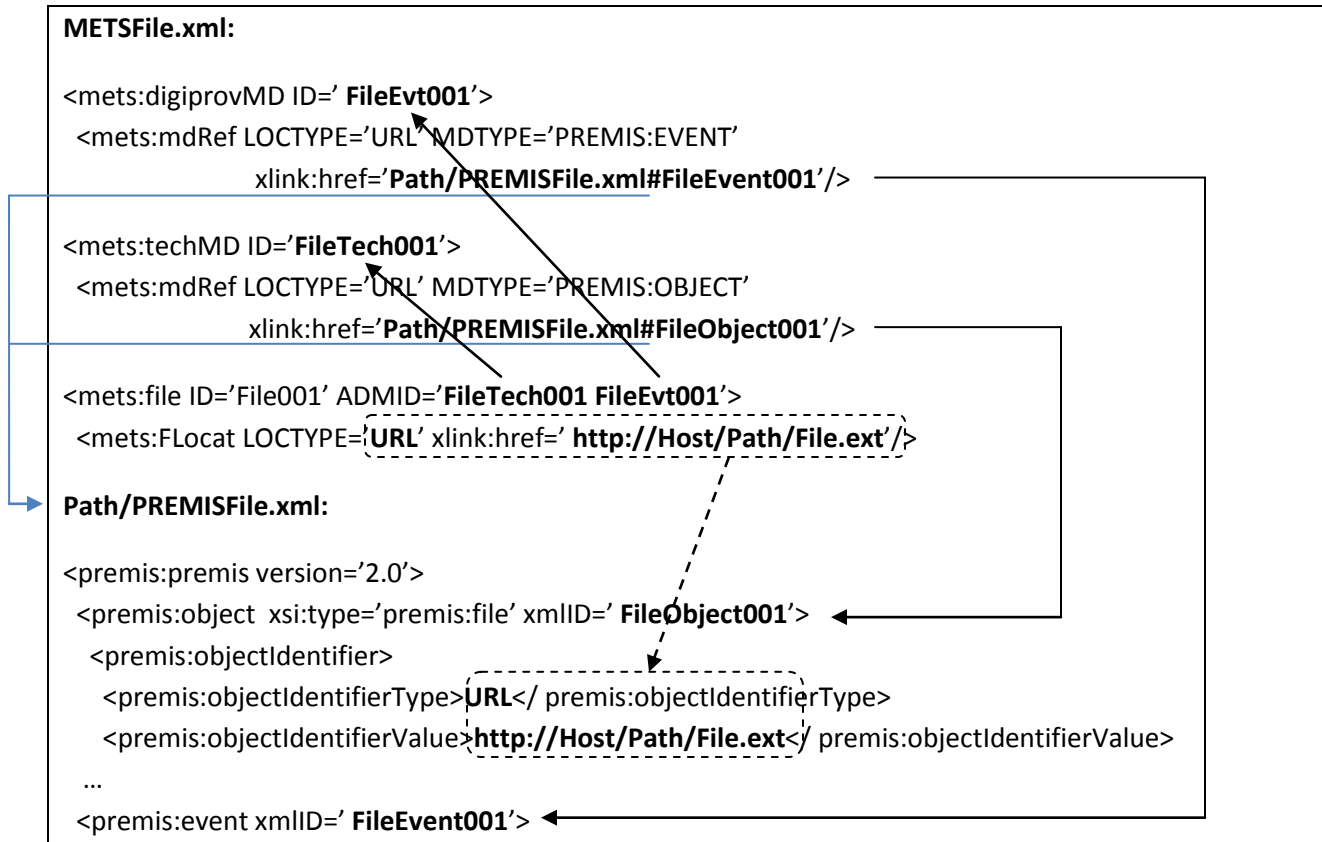 METSFile.xml:
<mets:digiprovMD ID=’ FileEvt001’>
<mets:mdRef LOCTYPE=’URL’ MDTYPE=’PREMIS:EVENT’
xlink:href=’Path/PREMISFile.xml#FileEvent001’/>
<mets:techMD ID=’FileTech001’>
<mets:mdRef LOCTYPE=’URL’ MDTYPE=’PREMIS:OBJECT’
xlink:href=’Path/PREMISFile.xml#FileObject001’/>
<mets:file ID=’File001’ ADMID=’FileTech001 FileEvt001’>
<mets:FLocat LOCTYPE=’URL’ xlink:href=’ http://Host/Path/File.ext’/>
Path/PREMISFile.xml:
<premis:premis version=’2.0’>
<premis:object xsi:type=’premis:file’ xmlID=’ FileObject001’>
<premis:objectIdentifier>
<premis:objectIdentifierType>URL</ premis:objectIdentifierType>
<premis:objectIdentifierValue>http://Host/Path/File.ext</ premis:objectIdentifierValue>
…
<premis:event xmlID=’ FileEvent001’>